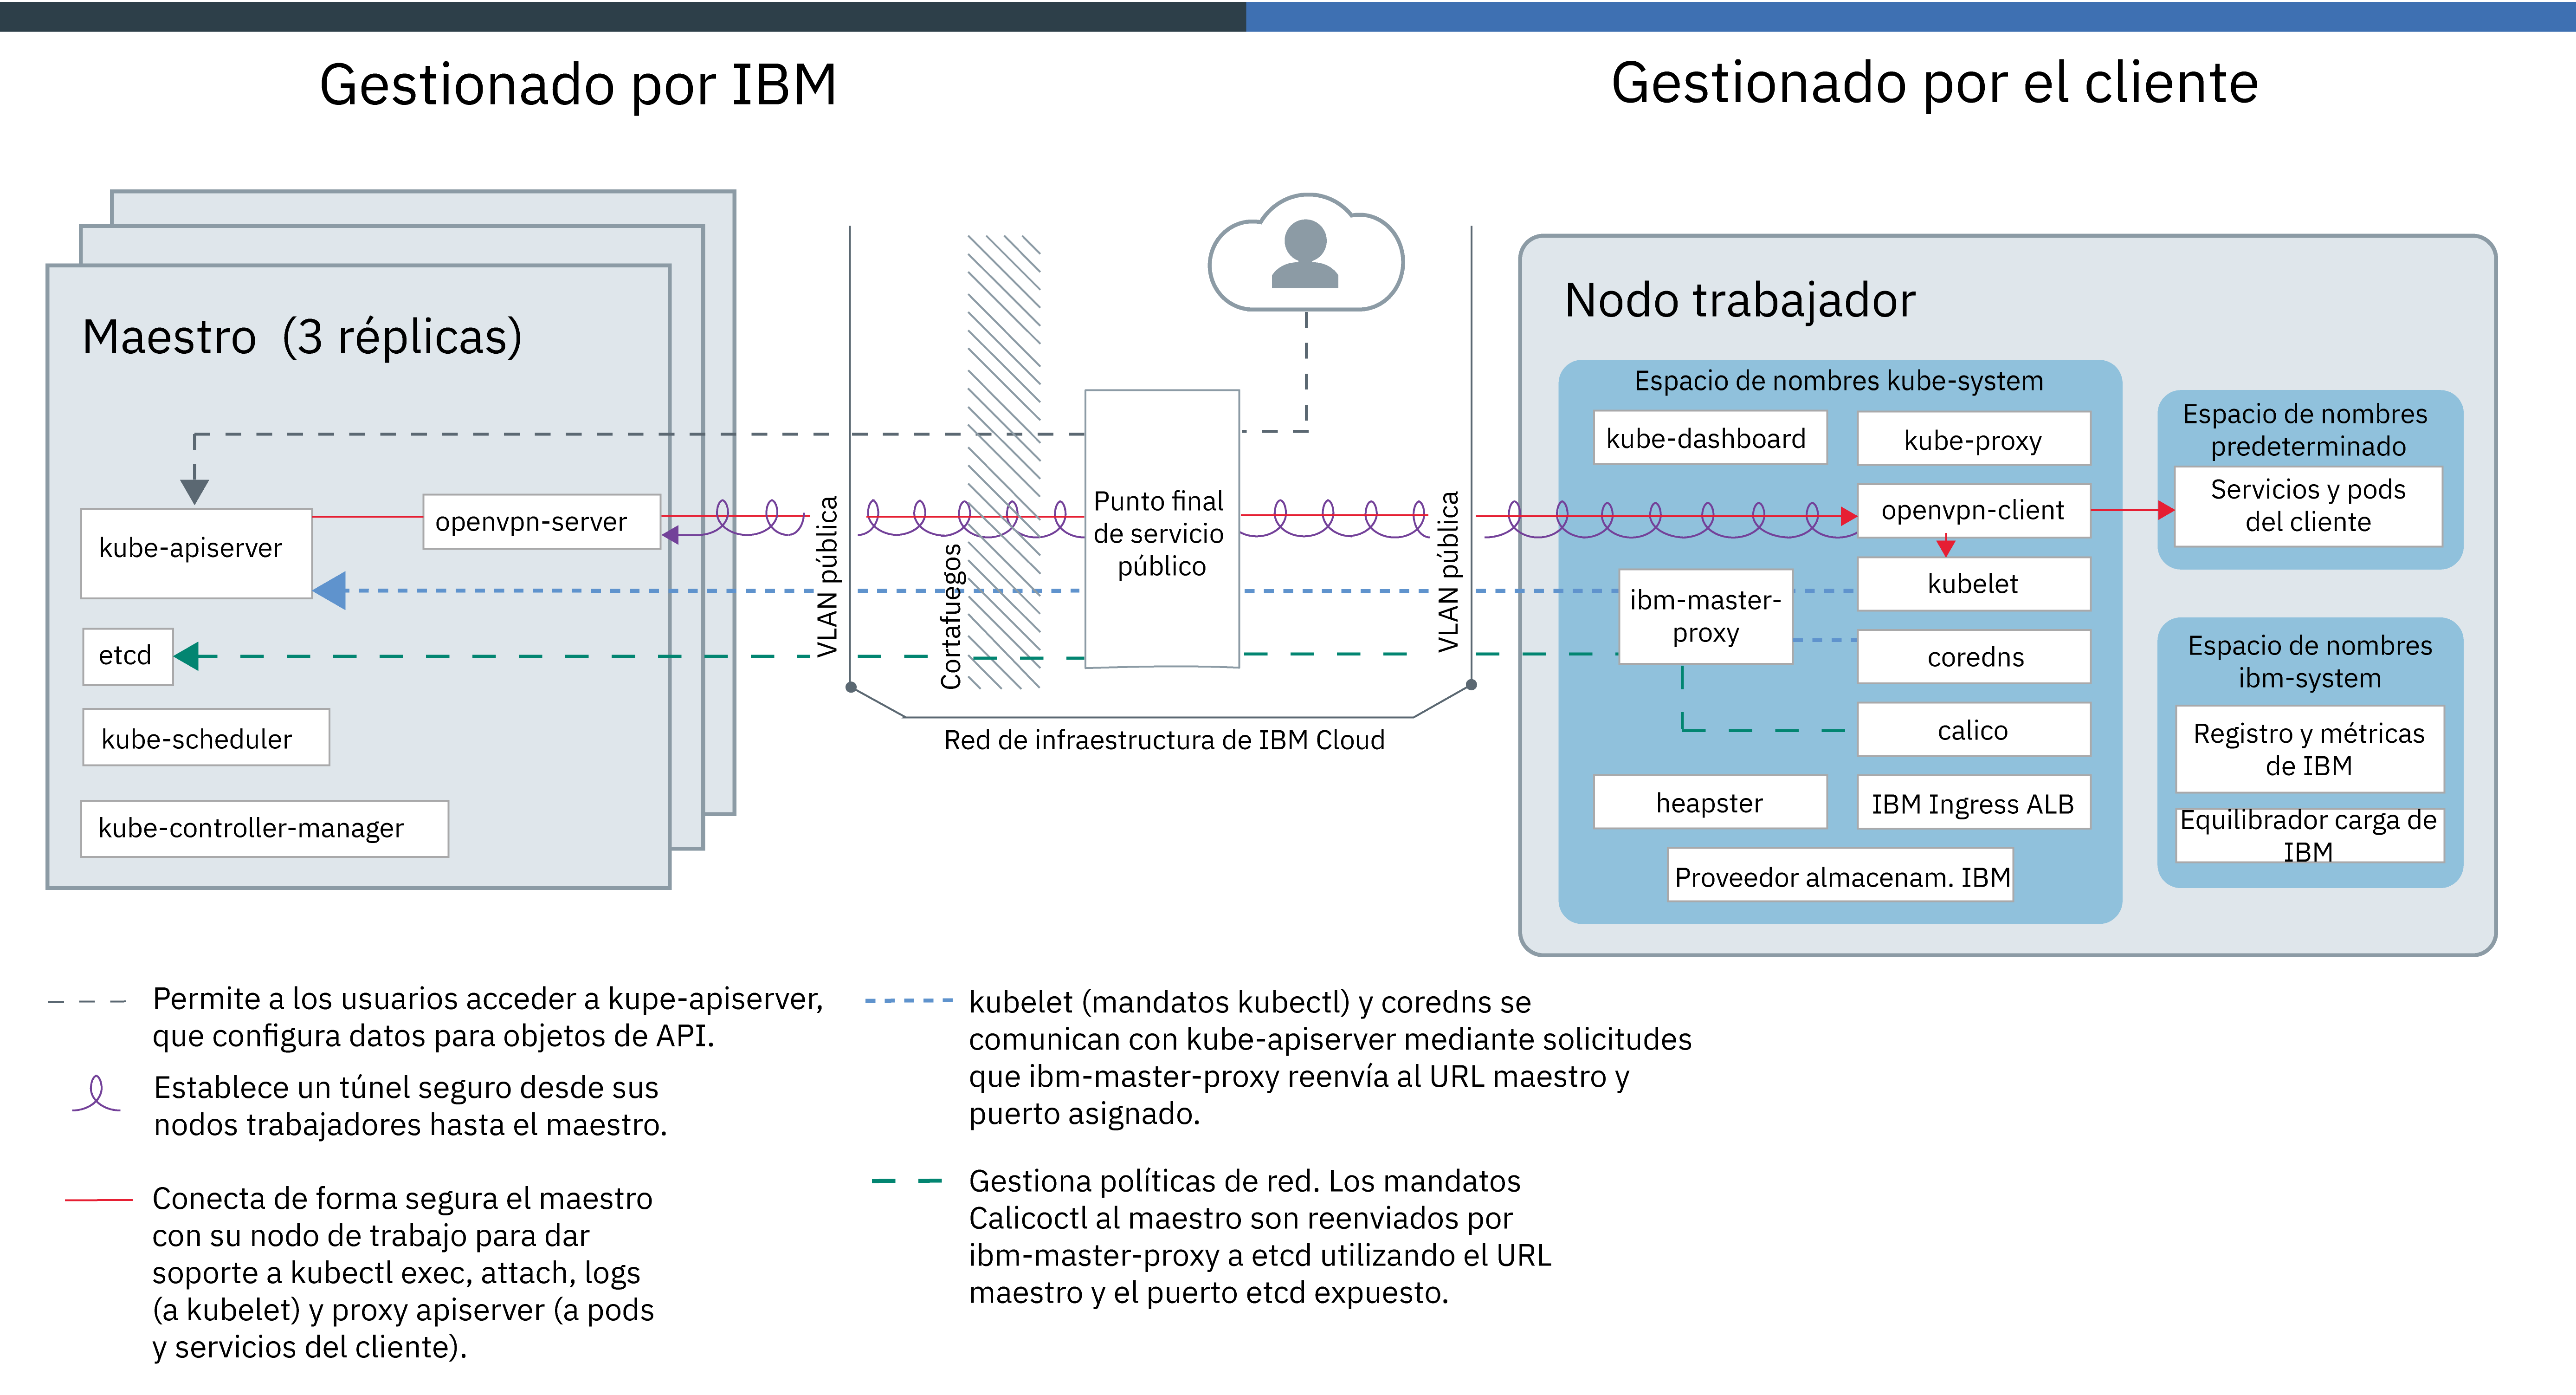 Gestionado por IBM
Gestionado por el cliente
Maestro (3 réplicas)
kube-apiserver
openvpn-server
etcd
kube-scheduler
kube-controller-manager
VLAN pública
Cortafuegos
Punto final
de servicio
público
VLAN pública
Red de infraestructura de IBM Cloud
Nodo trabajador
Espacio de nombres kube-system
kube-dashboard
kube-proxy
openvpn-client
kubelet
ibm-master-
proxy
coredns
calico
heapster
IBM Ingress ALB
Proveedor almacenam. IBM
Espacio de nombres
predeterminado
Servicios y pods
del cliente
Espacio de nombres
ibm-system
Registro y métricas
de IBM
Equilibrador carga de
IBM
Permite a los usuarios acceder a kupe-apiserver,
que configura datos para objetos de API.
Establece un túnel seguro desde sus
nodos trabajadores hasta el maestro.
Conecta de forma segura el maestro
con su nodo de trabajo para dar
soporte a kubectl exec, attach, logs
(a kubelet) y proxy apiserver (a pods
y servicios del cliente).
kubelet (mandatos kubectl) y coredns se
comunican con kube-apiserver mediante solicitudes
que ibm-master-proxy reenvía al URL maestro y
puerto asignado.
Gestiona políticas de red. Los mandatos
Calicoctl al maestro son reenviados por
ibm-master-proxy a etcd utilizando el URL
maestro y el puerto etcd expuesto.